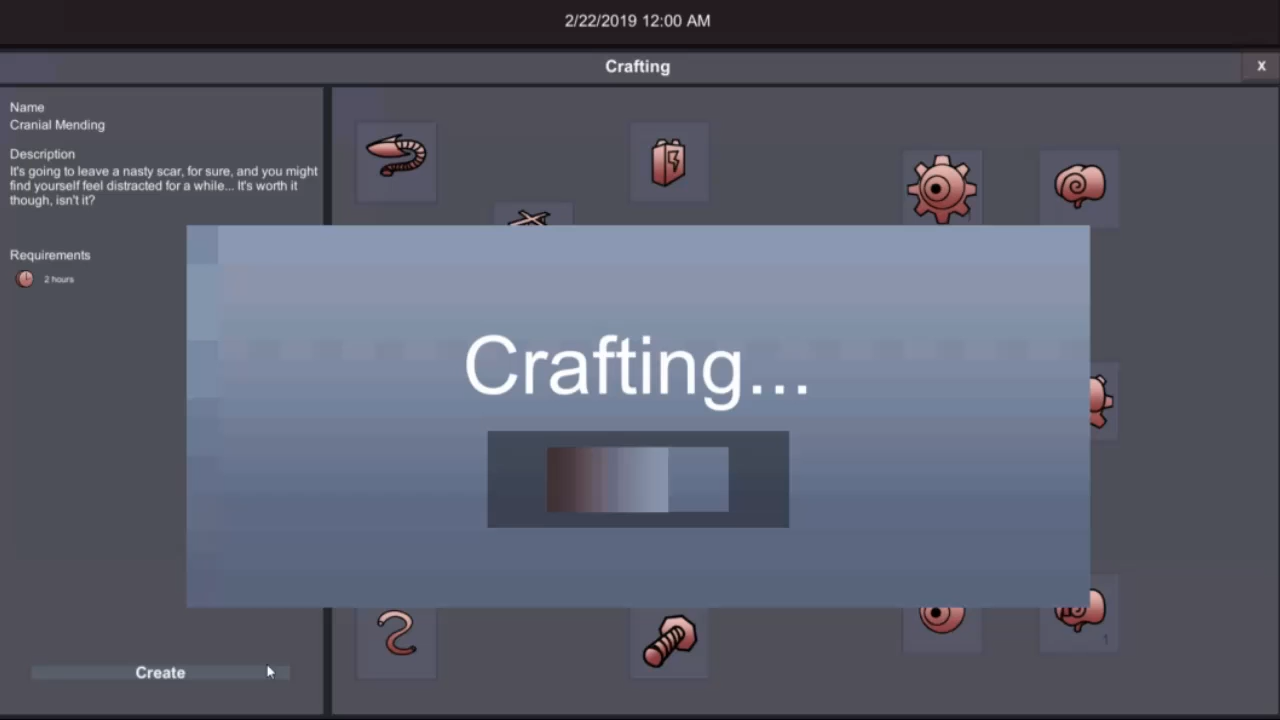 2/22/2019 12:00 AM
Crafting
X
Name
Cranial Mending
Description
It's going to leave a nasty scar, for sure, and you might
find yourself feel distracted for a while... It's worth it
though, isn't it?
Requirements
2 hours
Crafting...
Create
1